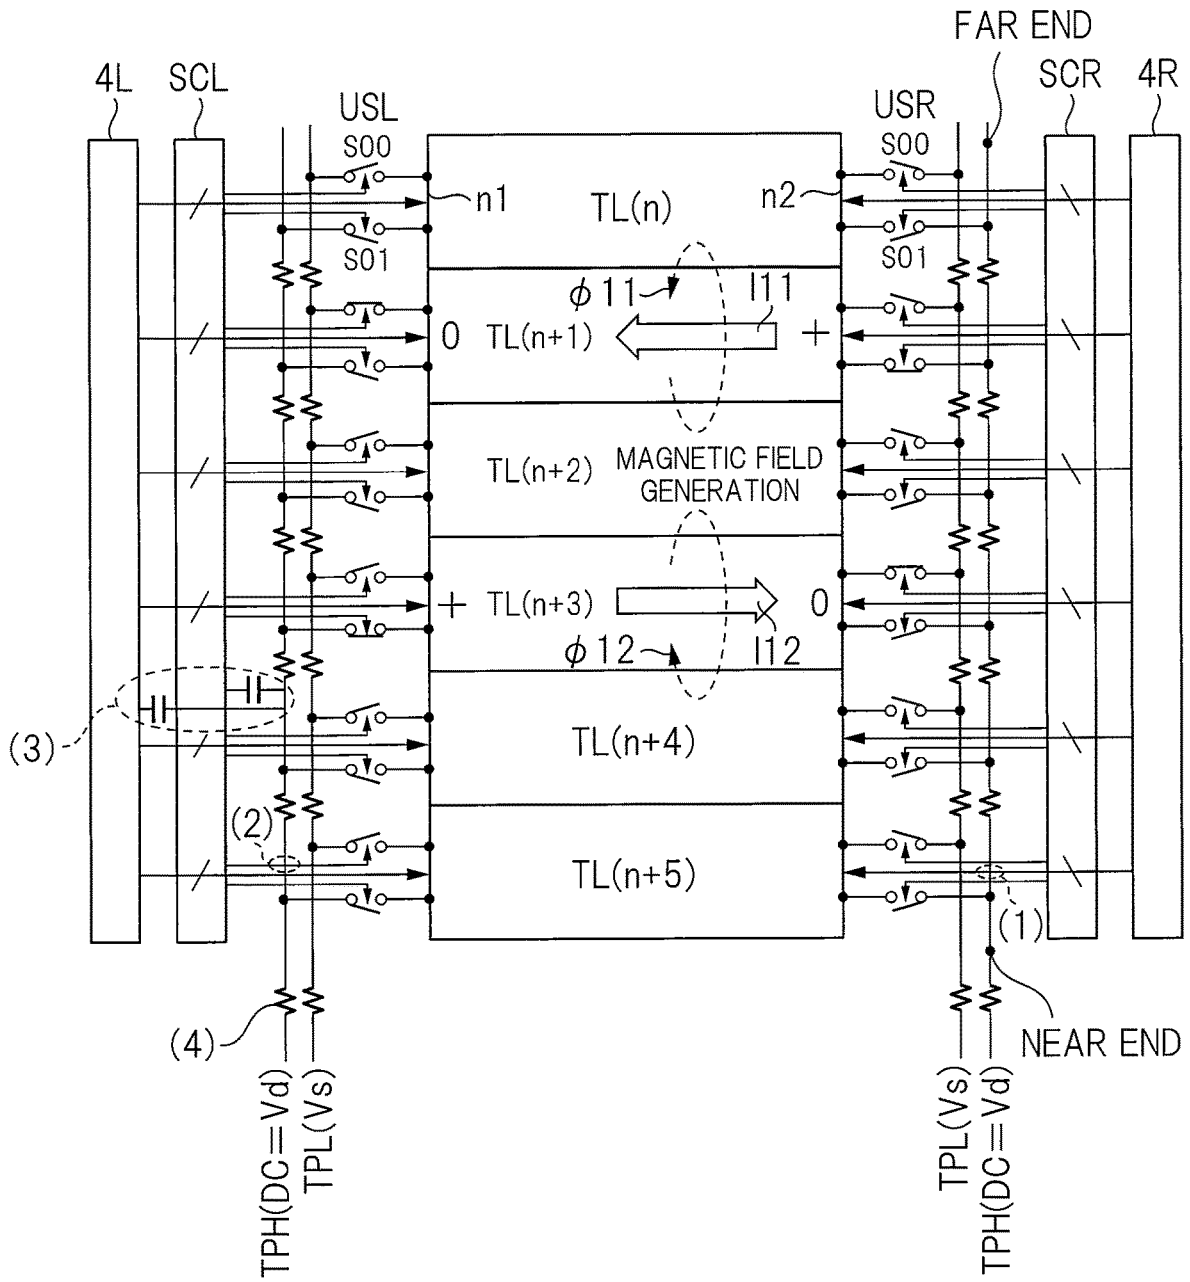 FAR END
4L SCL SCR 4R
USL USR
S00 S00
n1 TL(n) n2
S01 S01
ϕ11 I11
0 TL(n+1) +
TL(n+2) MAGNETIC FIELD
GENERATION
+ TL(n+3) 0
ϕ12 I12
(3)
TL(n+4)
(2)
TL(n+5)
(1)
(4)
NEAR END
TPH(DC=Vd)
TPL(Vs)
TPL(Vs)
TPH(DC=Vd)